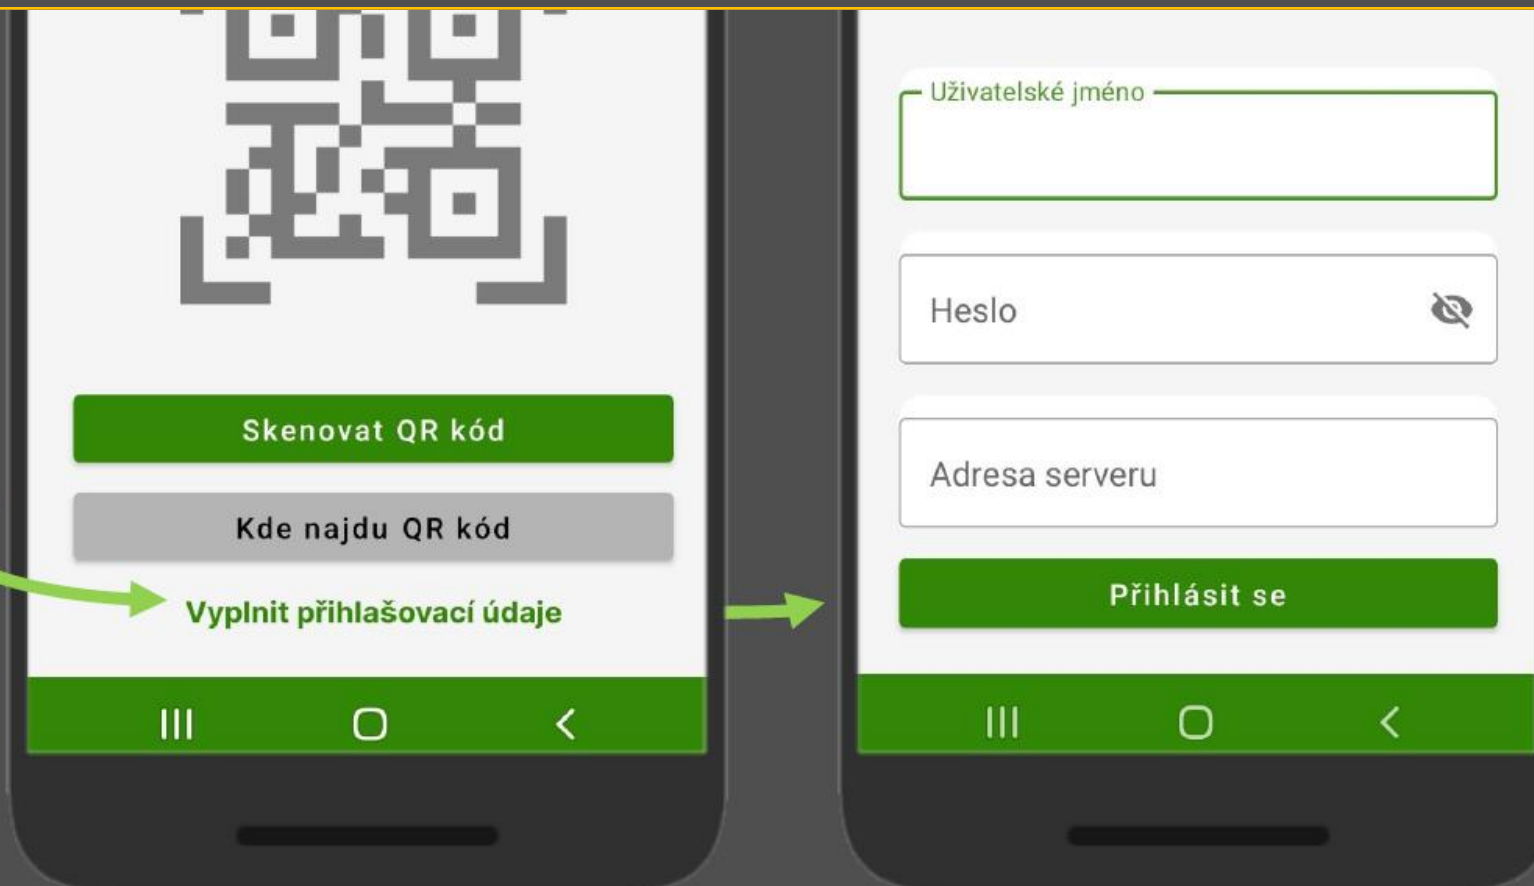 Skenovat QR kód
Kde najdu QR kód
Vyplnit přihlašovací údaje
Uživatelské jméno
Heslo
Adresa serveru
Přihlásit se